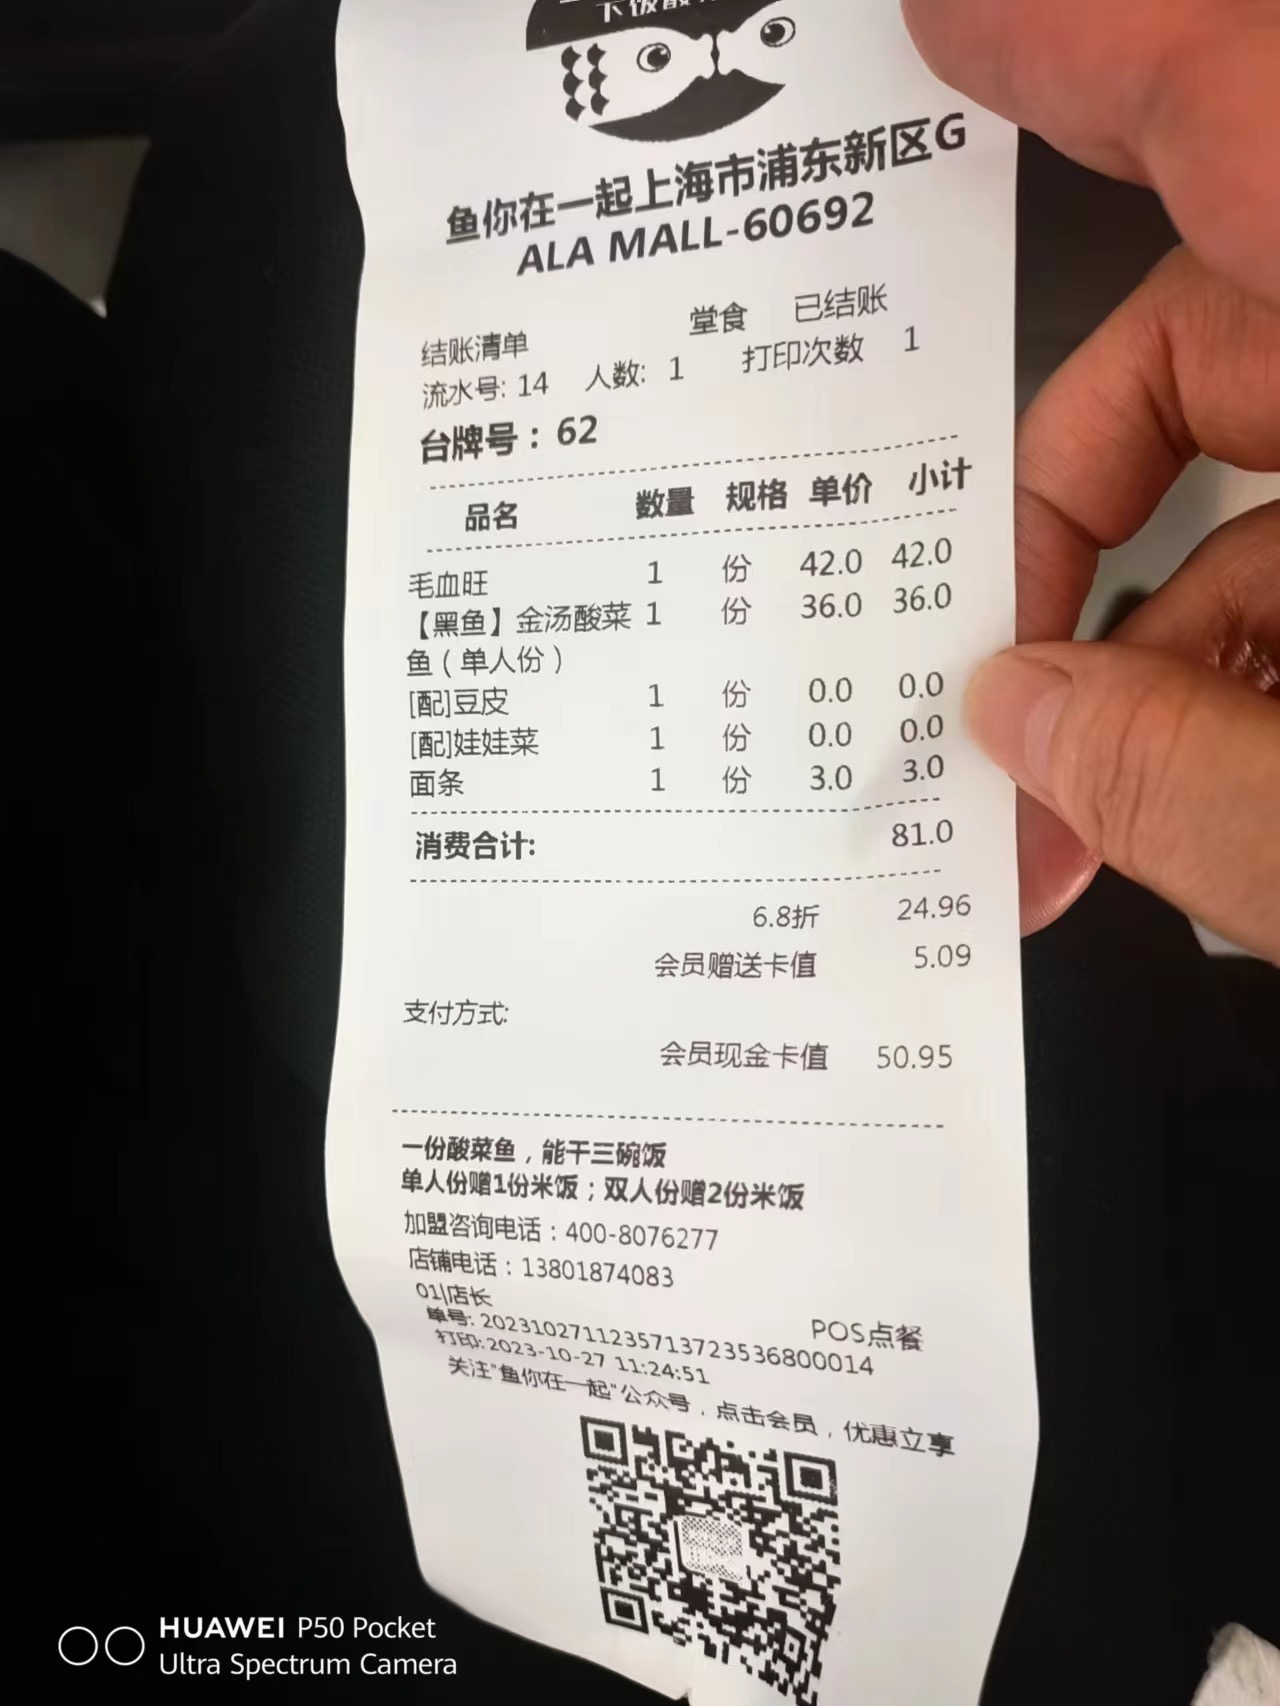 下饭酸
鱼你在一起上海市浦东新区G
ALA MALL-60692
结账清单 堂食 已结账
流水号: 14 人数: 1 打印次数 1
台牌号：62
品名 数量 规格 单价 小计
毛血旺 1 份 42.0 42.0
【黑鱼】金汤酸菜 1 份 36.0 36.0
鱼（单人份）
[配]豆皮 1 份 0.0 0.0
[配]娃娃菜 1 份 0.0 0.0
面条 1 份 3.0 3.0
消费合计: 81.0
6.8折 24.96
会员赠送卡值 5.09
支付方式:
会员现金卡值 50.95
一份酸菜鱼，能干三碗饭
单人份赠1份米饭；双人份赠2份米饭
加盟咨询电话：400-8076277
店铺电话：13801874083
01|店长
POS点餐
单号: 2023102711235713723536800014
打印:2023-10-27 11:24:51
关注"鱼你在一起"公众号，点击会员，优惠立享
HUAWEI P50 Pocket
Ultra Spectrum Camera